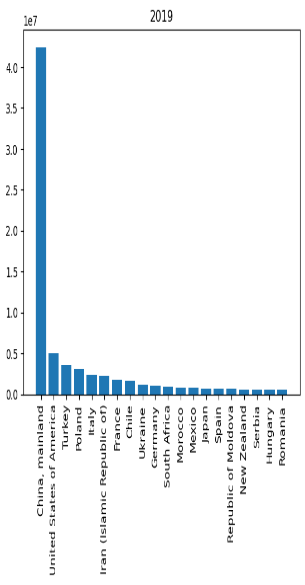 2019
1e7
4.0
3.5
3.0
2.5
2.0
1.5
1.0
0.5
0.0
China, mainland
United States of America
Turkey
Poland
Italy
Iran (Islamic Republic of)
France
Chile
Ukraine
Germany
South Africa
Morocco
Mexico
Japan
Spain
Republic of Moldova
New Zealand
Serbia
Hungary
Romania